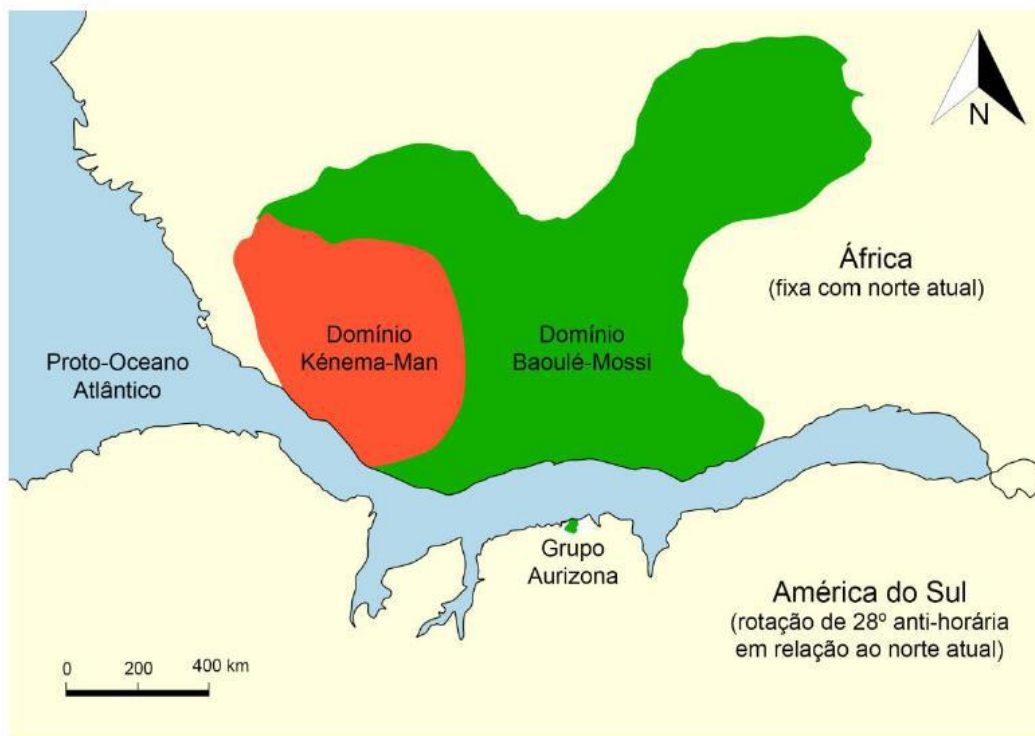 N
África
(fixa com norte atual)
Domínio
Kénema-Man
Domínio
Baoulé-Mossi
Proto-Oceano
Atlântico
Grupo
Aurizona
América do Sul
(rotação de 28º anti-horária
em relação ao norte atual)
0 200 400 km